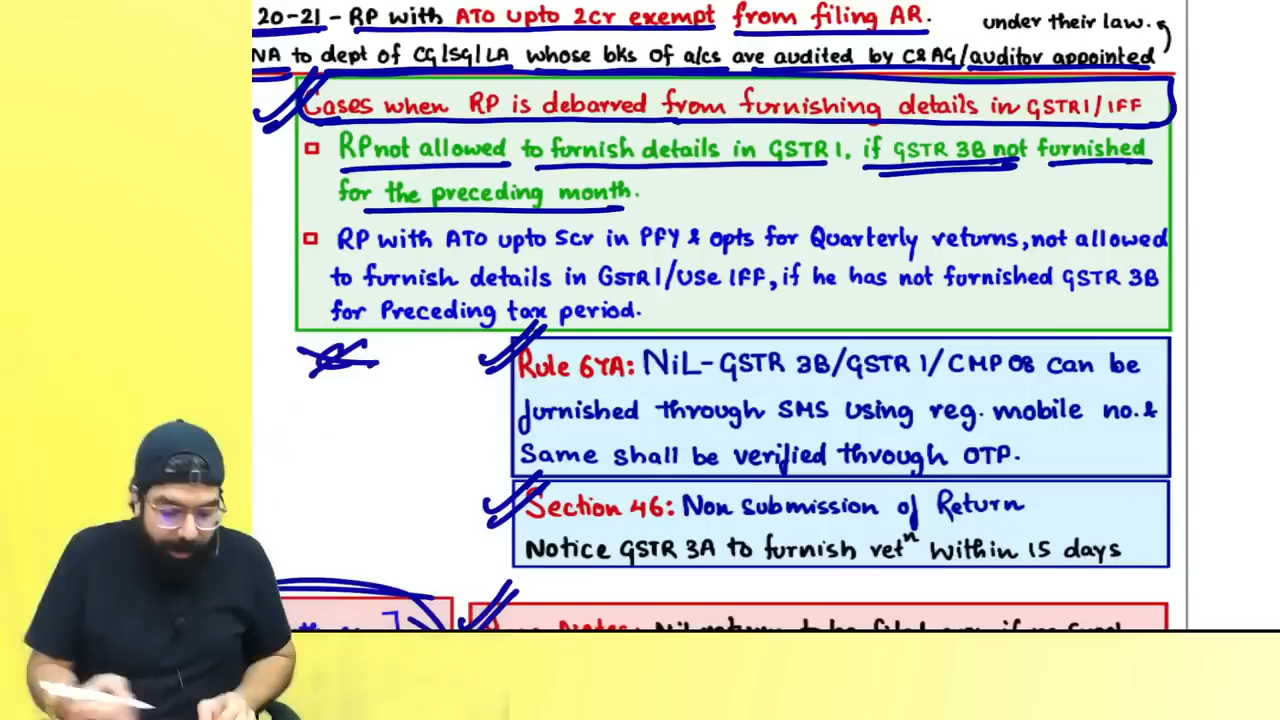 20-21 - RP with ATO upto 2cr exempt from filing AR.
under their law.
NA to dept of CG/SG/LA whose bks of a/cs are audited by C&AG/auditor appointed
Cases when RP is debarred from furnishing details in GSTR1/IFF
RP not allowed to furnish details in GSTR 1, if GSTR 3B not furnished
for the preceding month.
RP with ATO upto 5cr in PFY & opts for Quarterly returns, not allowed
to furnish details in GSTR1/USE IFF, if he has not furnished GSTR 3B
for Preceding tax period.
Rule 67A: NiL-GSTR 3B/GSTR 1/CMP 08 can be
furnished through SMS using reg. mobile no. &
Same shall be verified through OTP.
Section 46: Non submission of Return
Notice GSTR 3A to furnish retn within 15 days